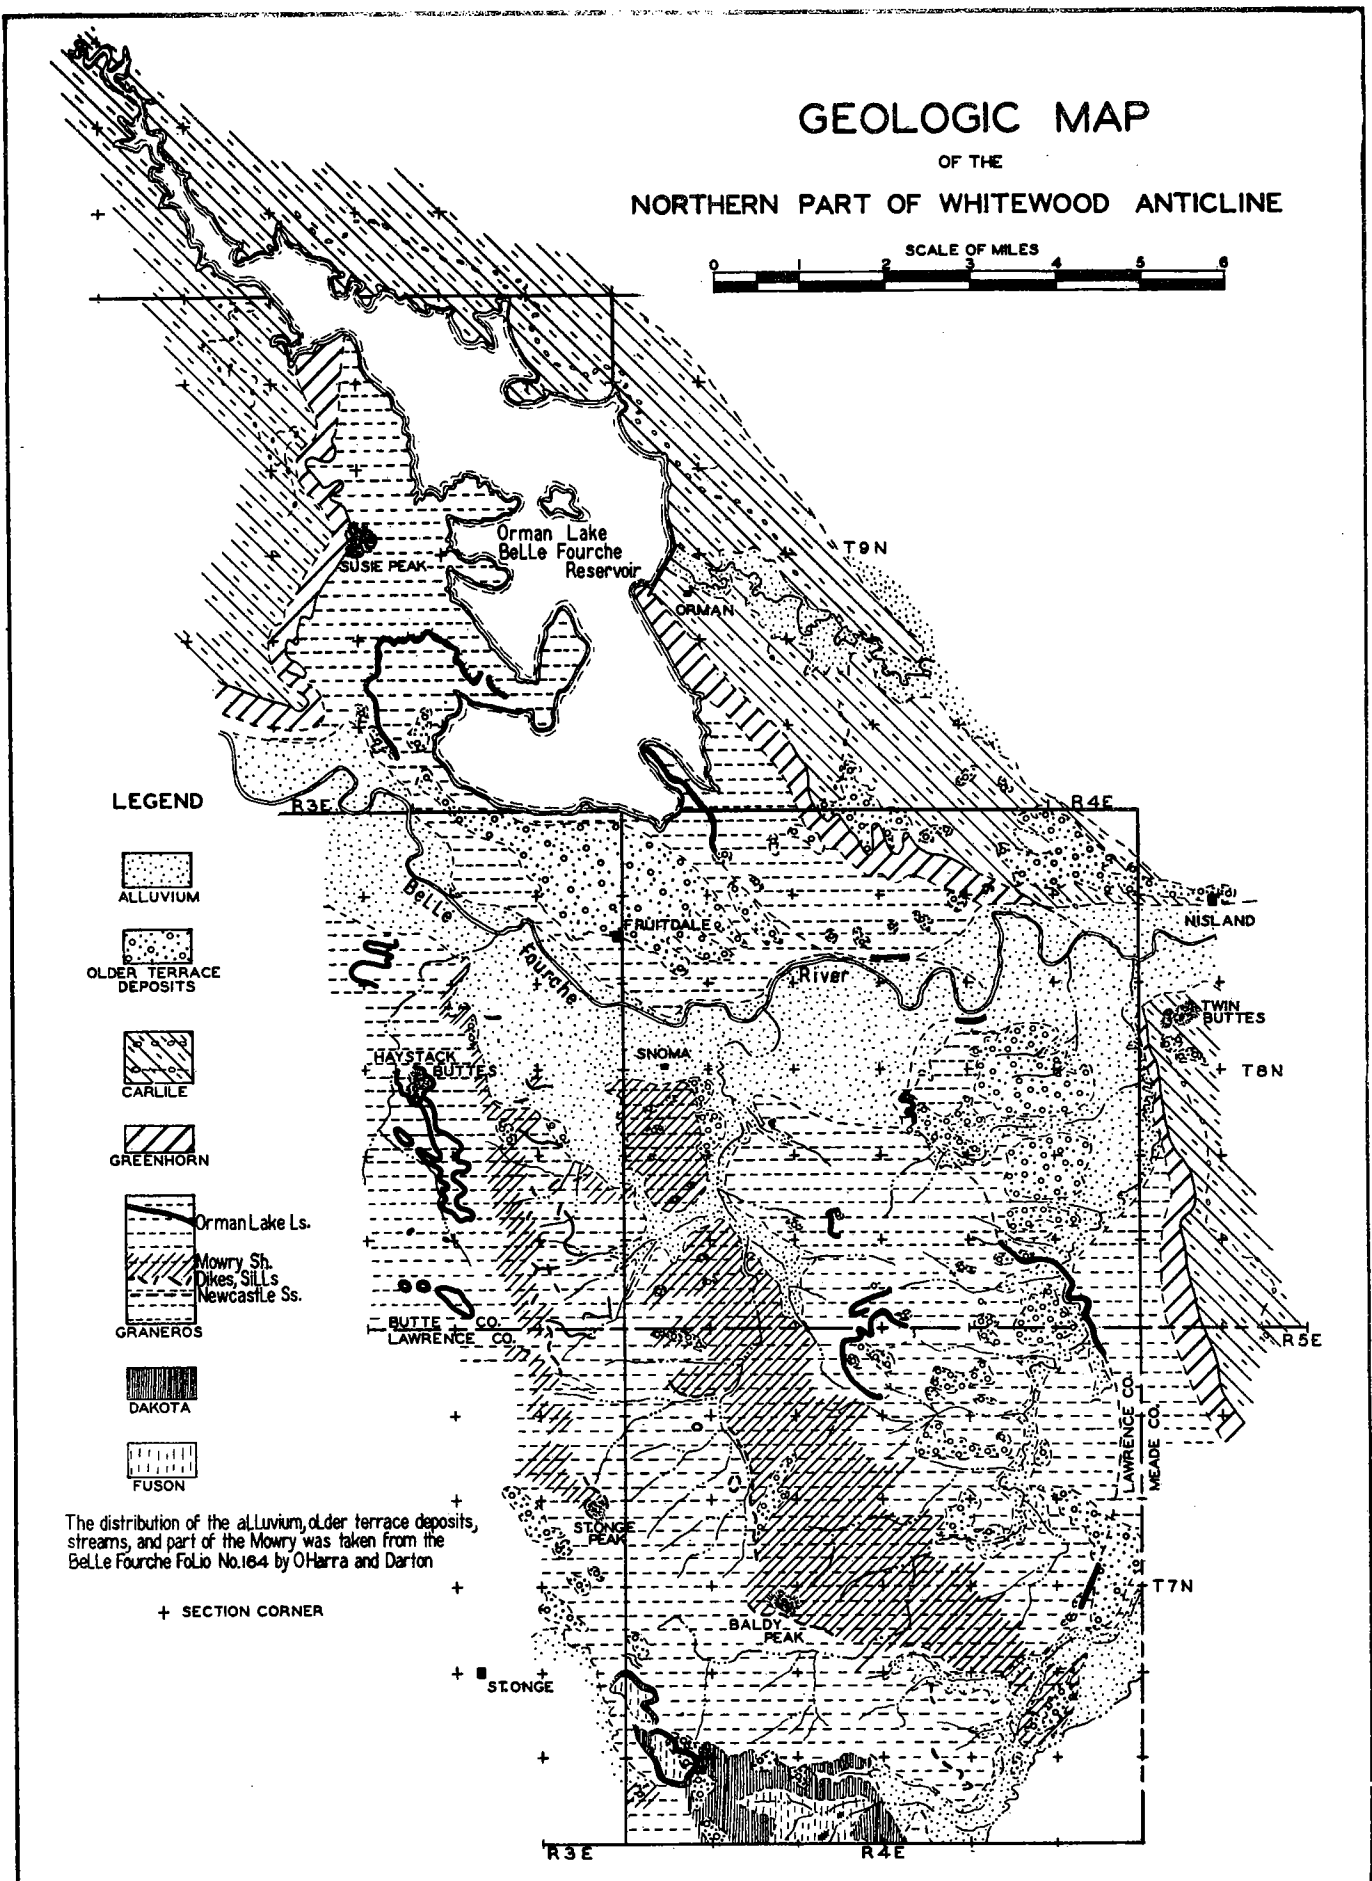 GEOLOGIC MAP
OF THE
NORTHERN PART OF WHITEWOOD ANTICLINE
SCALE OF MILES
0 1 2 3 4 5 6
T9N
Orman Lake
Belle Fourche
Reservoir
SUSIE PEAK
ORMAN
R3E
R4E
Belle
Fourche
River
FRUITDALE
NISLAND
TWIN
BUTTES
SNOMA
HAYSTACK
BUTTES
T8N
BUTTE CO.
LAWRENCE CO.
R5E
LAWRENCE CO.
MEADE CO.
ST.ONGE
PEAK
T7N
BALDY
PEAK
ST.ONGE
R3E
R4E
LEGEND
ALLUVIUM
OLDER TERRACE
DEPOSITS
CARLILE
GREENHORN
Orman Lake Ls.
Mowry Sh.
Dikes, Sills
Newcastle Ss.
GRANEROS
DAKOTA
FUSON
The distribution of the alluvium, older terrace deposits,
streams, and part of the Mowry was taken from the
Belle Fourche Folio No.164 by OHarra and Darton
+ SECTION CORNER